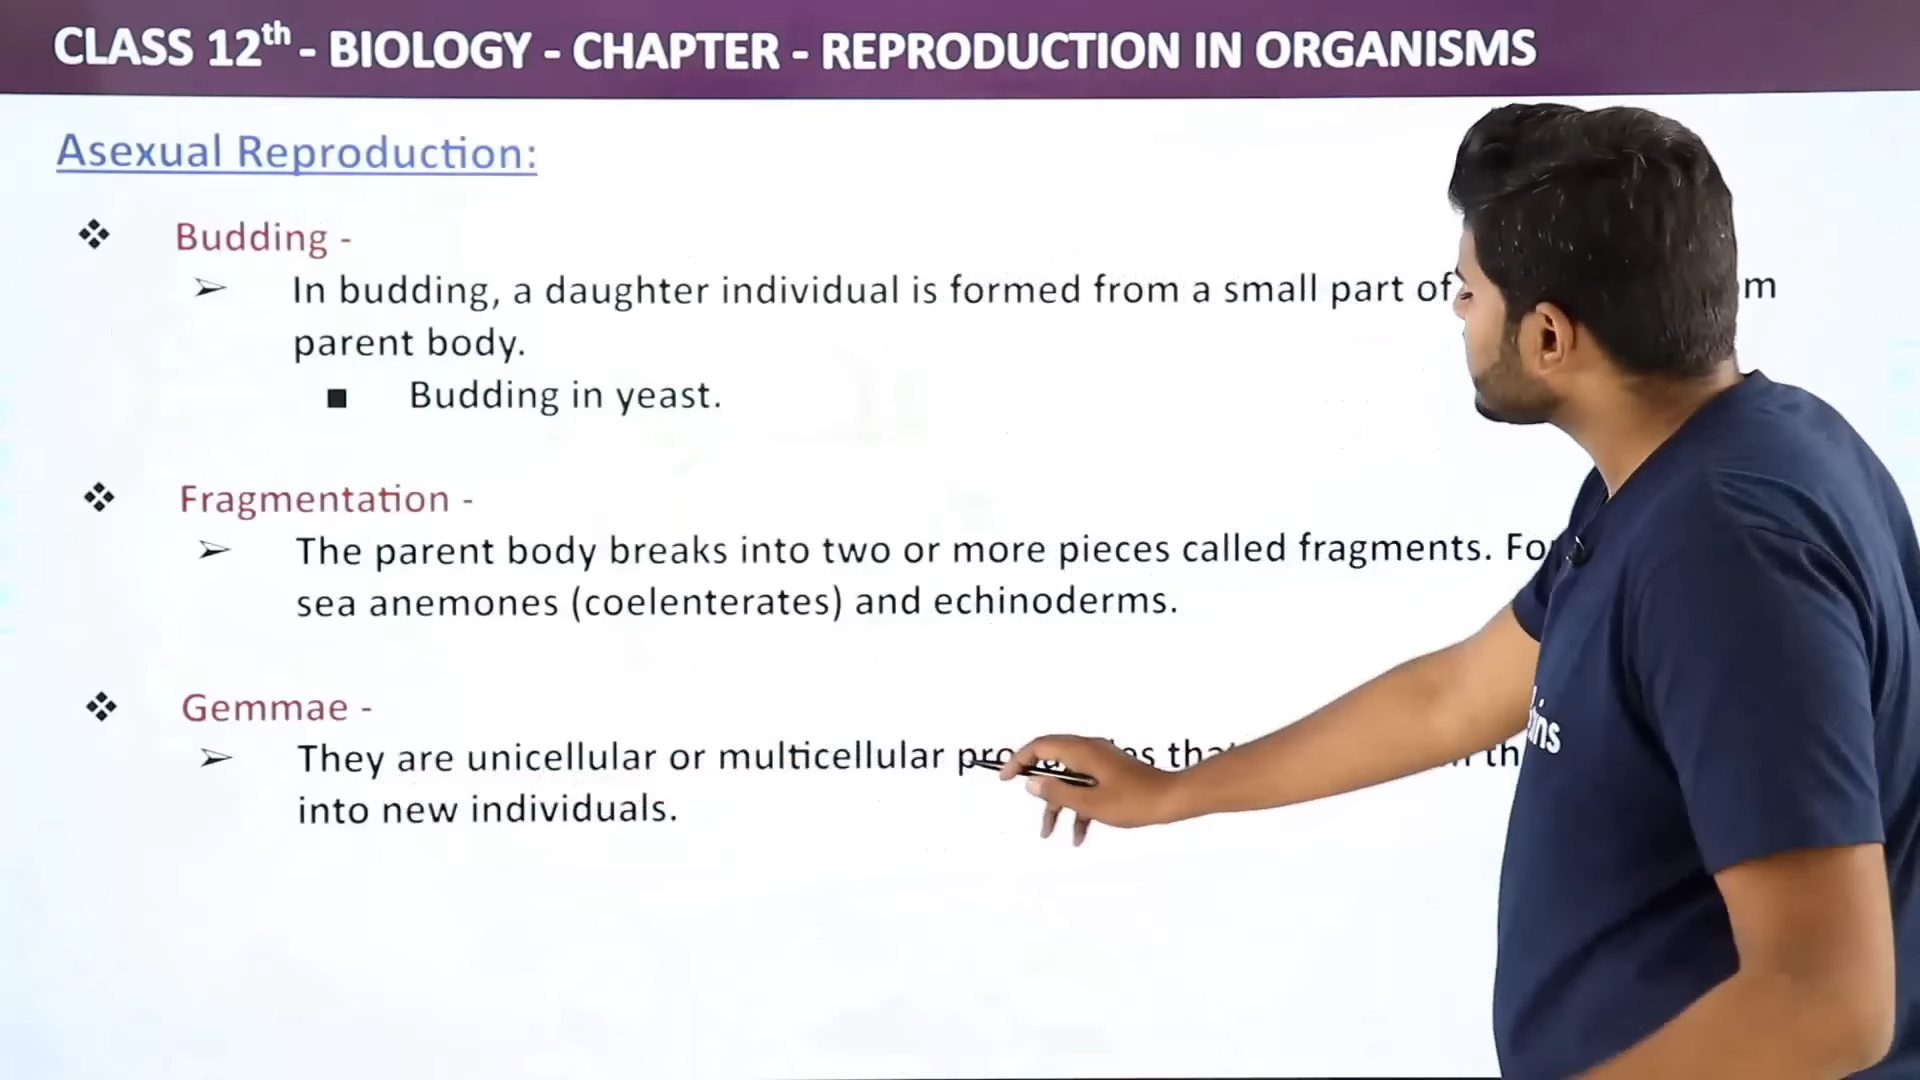 CLASS 12th - BIOLOGY - CHAPTER - REPRODUCTION IN ORGANISMS
Asexual Reproduction:
❖ Budding -
➢ In budding, a daughter individual is formed from a small part of
parent body.
■ Budding in yeast.
❖ Fragmentation -
➢ The parent body breaks into two or more pieces called fragments.
sea anemones (coelenterates) and echinoderms.
❖ Gemmae -
➢ They are unicellular or multicellular
into new individuals.